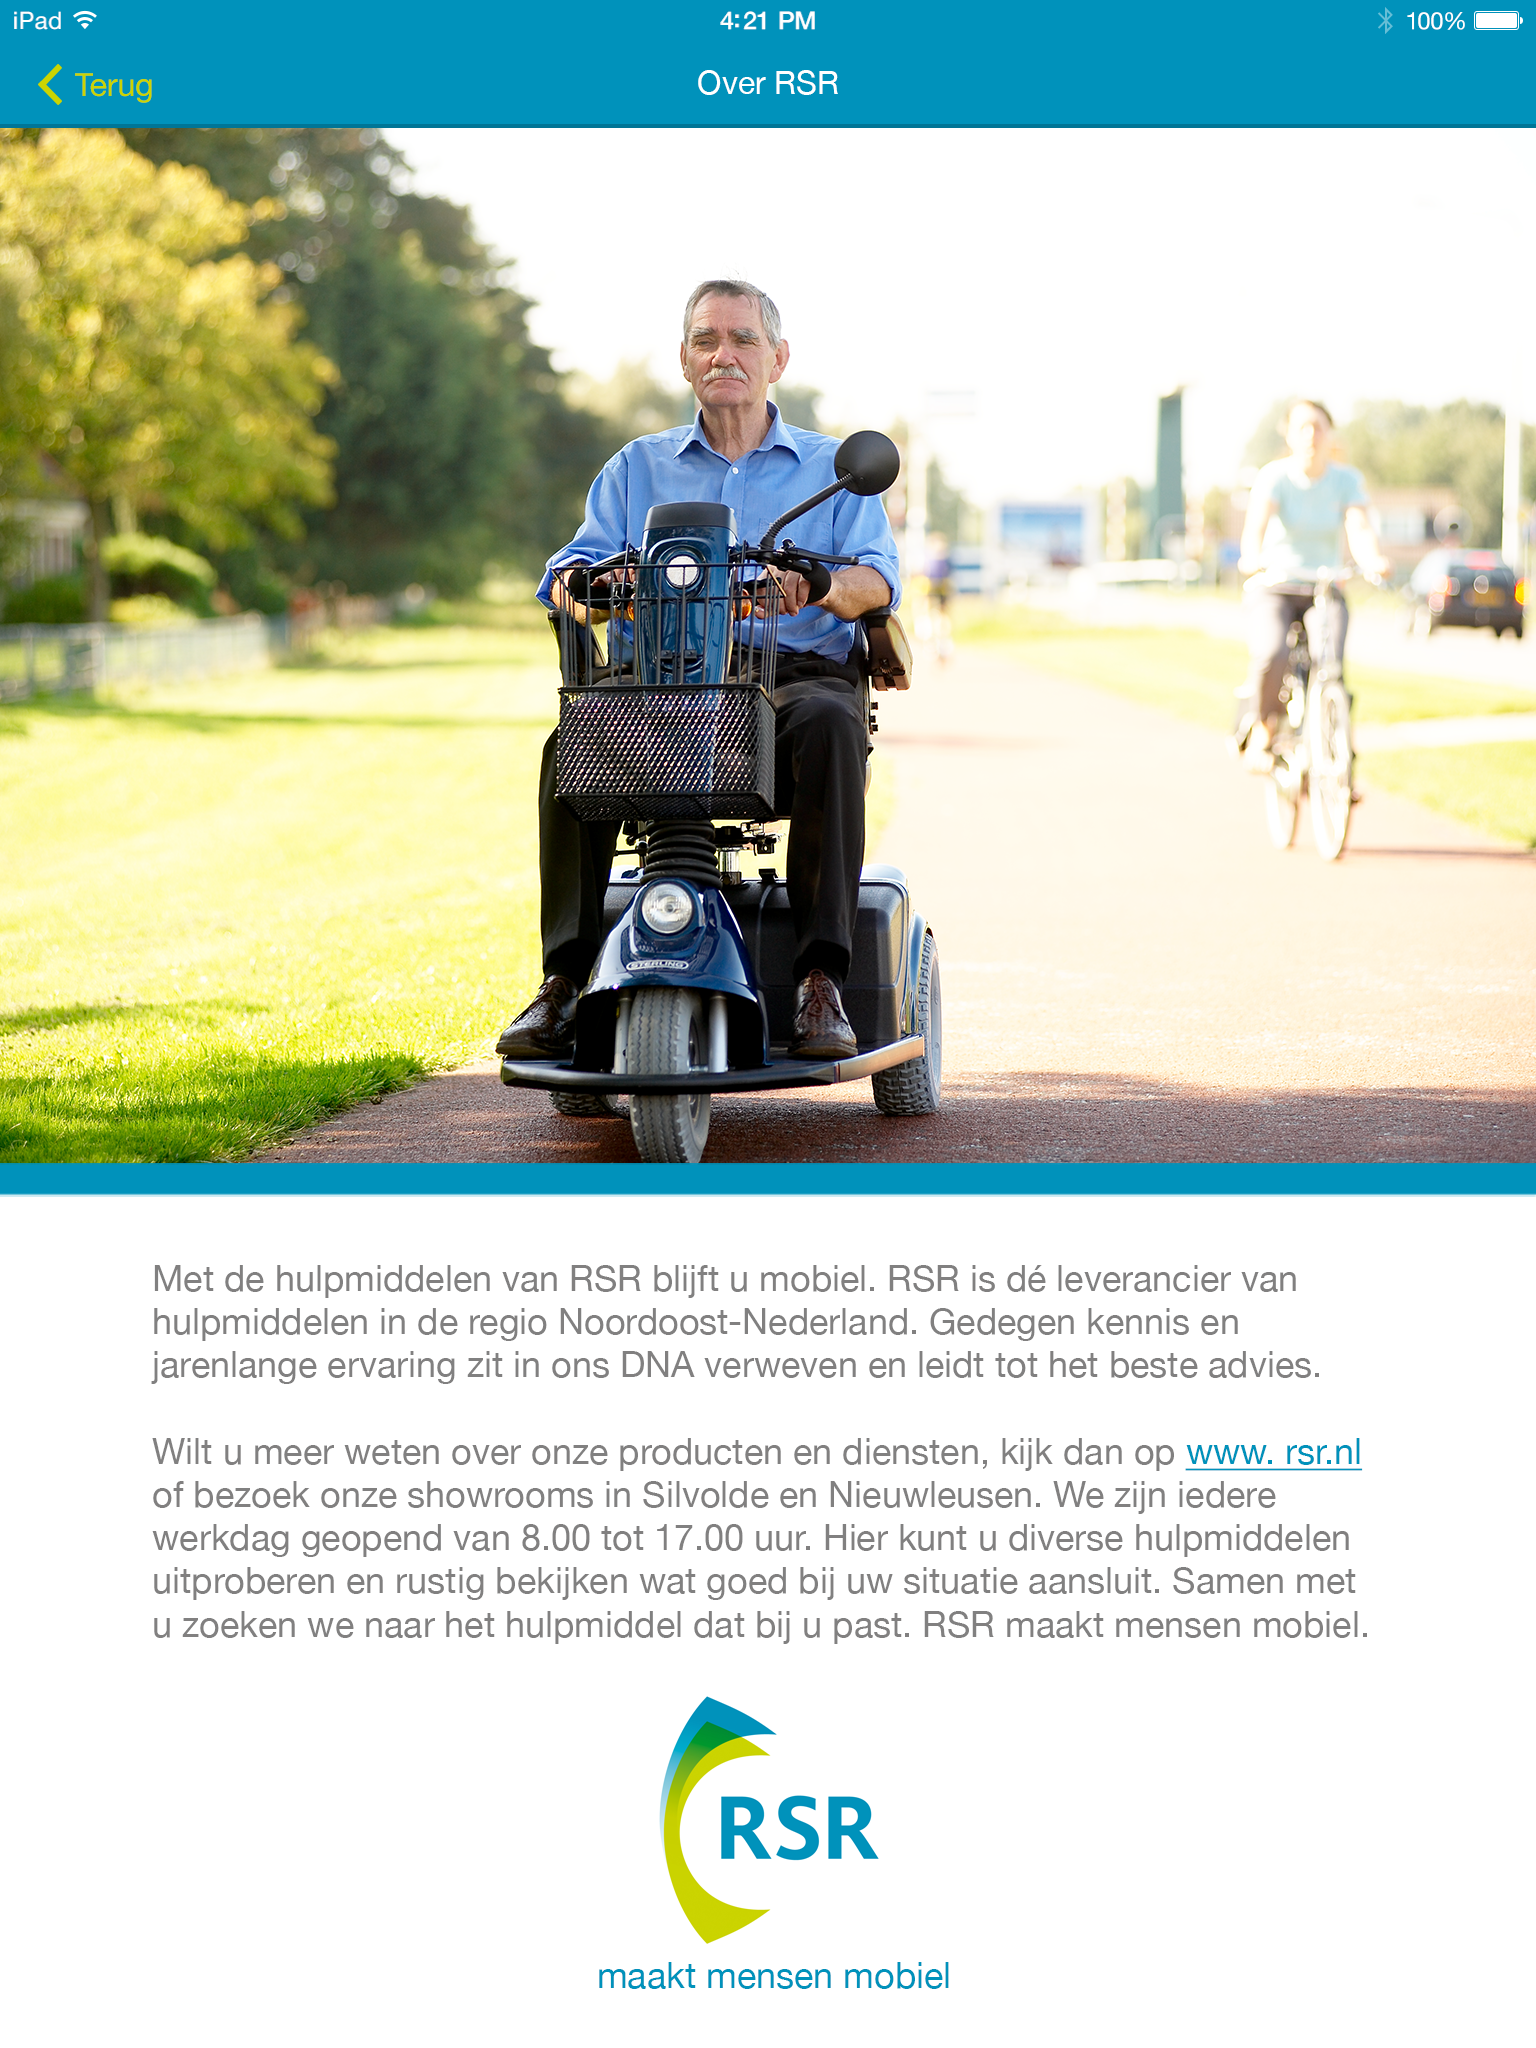 iPad 4:21 PM 100%
Terug Over RSR
STERLING
Met de hulpmiddelen van RSR blijft u mobiel. RSR is dé leverancier van
hulpmiddelen in de regio Noordoost-Nederland. Gedegen kennis en
jarenlange ervaring zit in ons DNA verweven en leidt tot het beste advies.
Wilt u meer weten over onze producten en diensten, kijk dan op www. rsr.nl
of bezoek onze showrooms in Silvolde en Nieuwleusen. We zijn iedere
werkdag geopend van 8.00 tot 17.00 uur. Hier kunt u diverse hulpmiddelen
uitproberen en rustig bekijken wat goed bij uw situatie aansluit. Samen met
u zoeken we naar het hulpmiddel dat bij u past. RSR maakt mensen mobiel.
RSR
maakt mensen mobiel